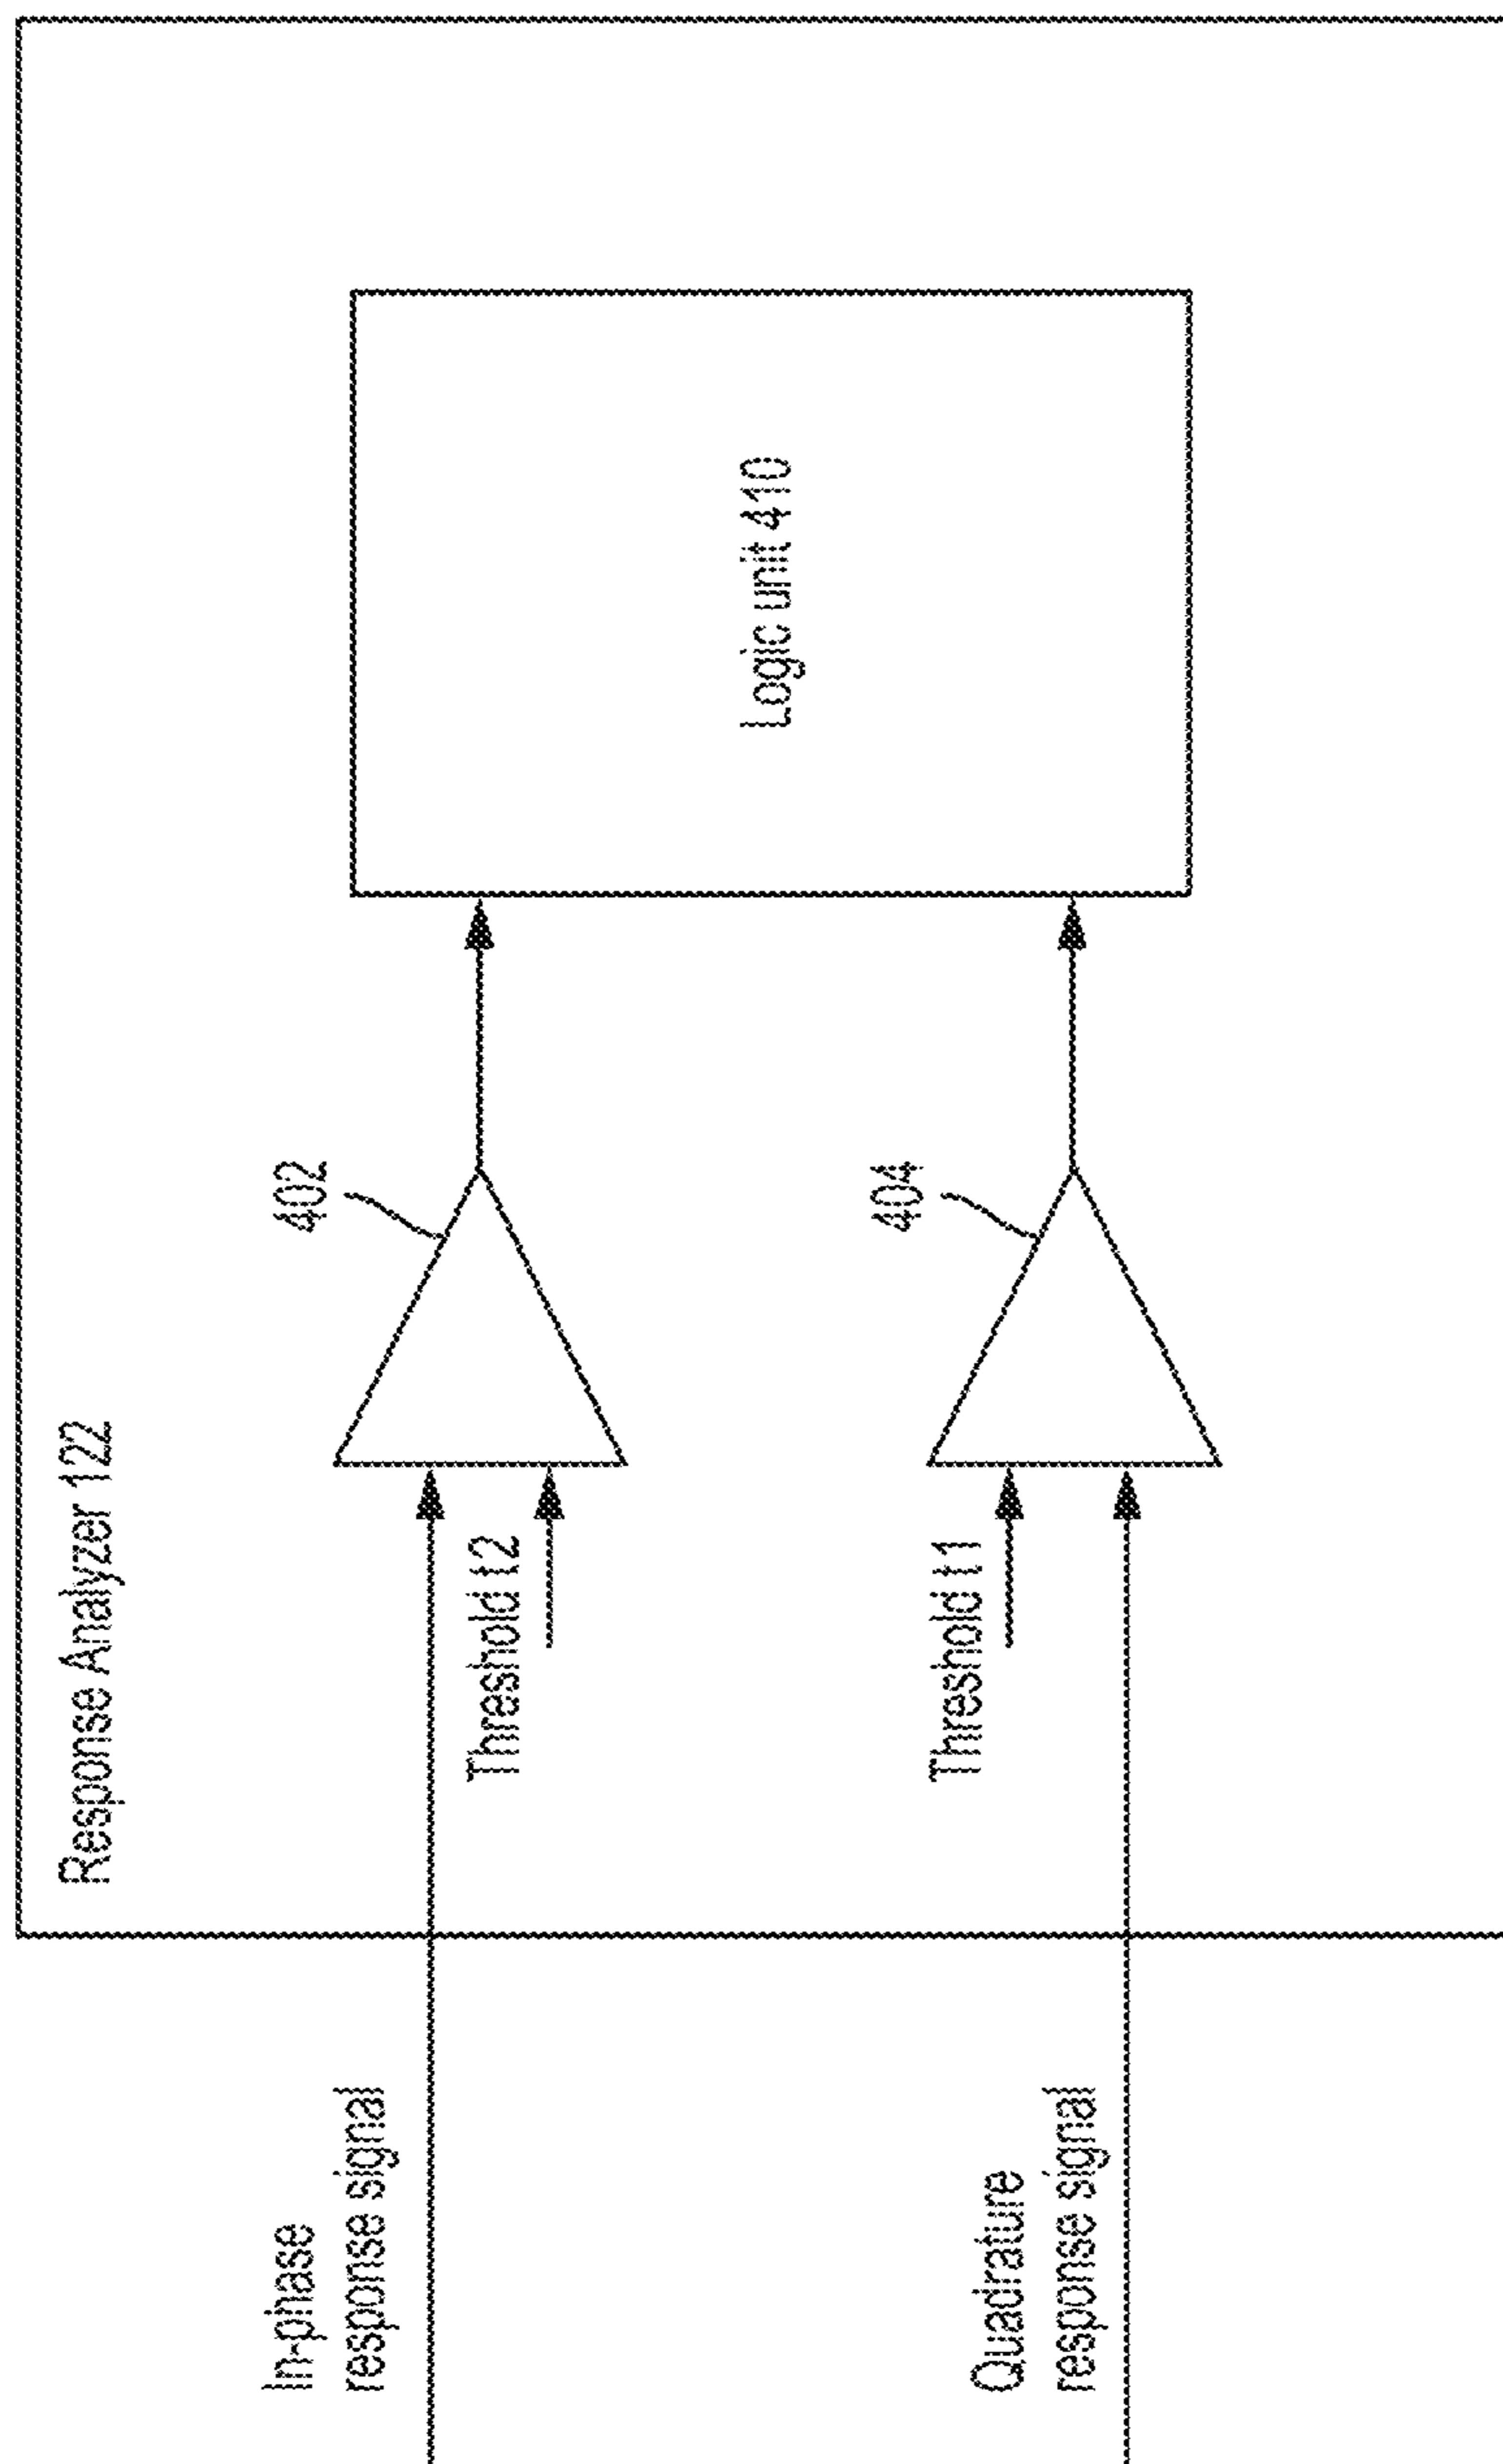 Response Analyzer 122
In-phase
response signal
Threshold t2
402
Logic unit 410
Quadrature
response signal
Threshold t1
404